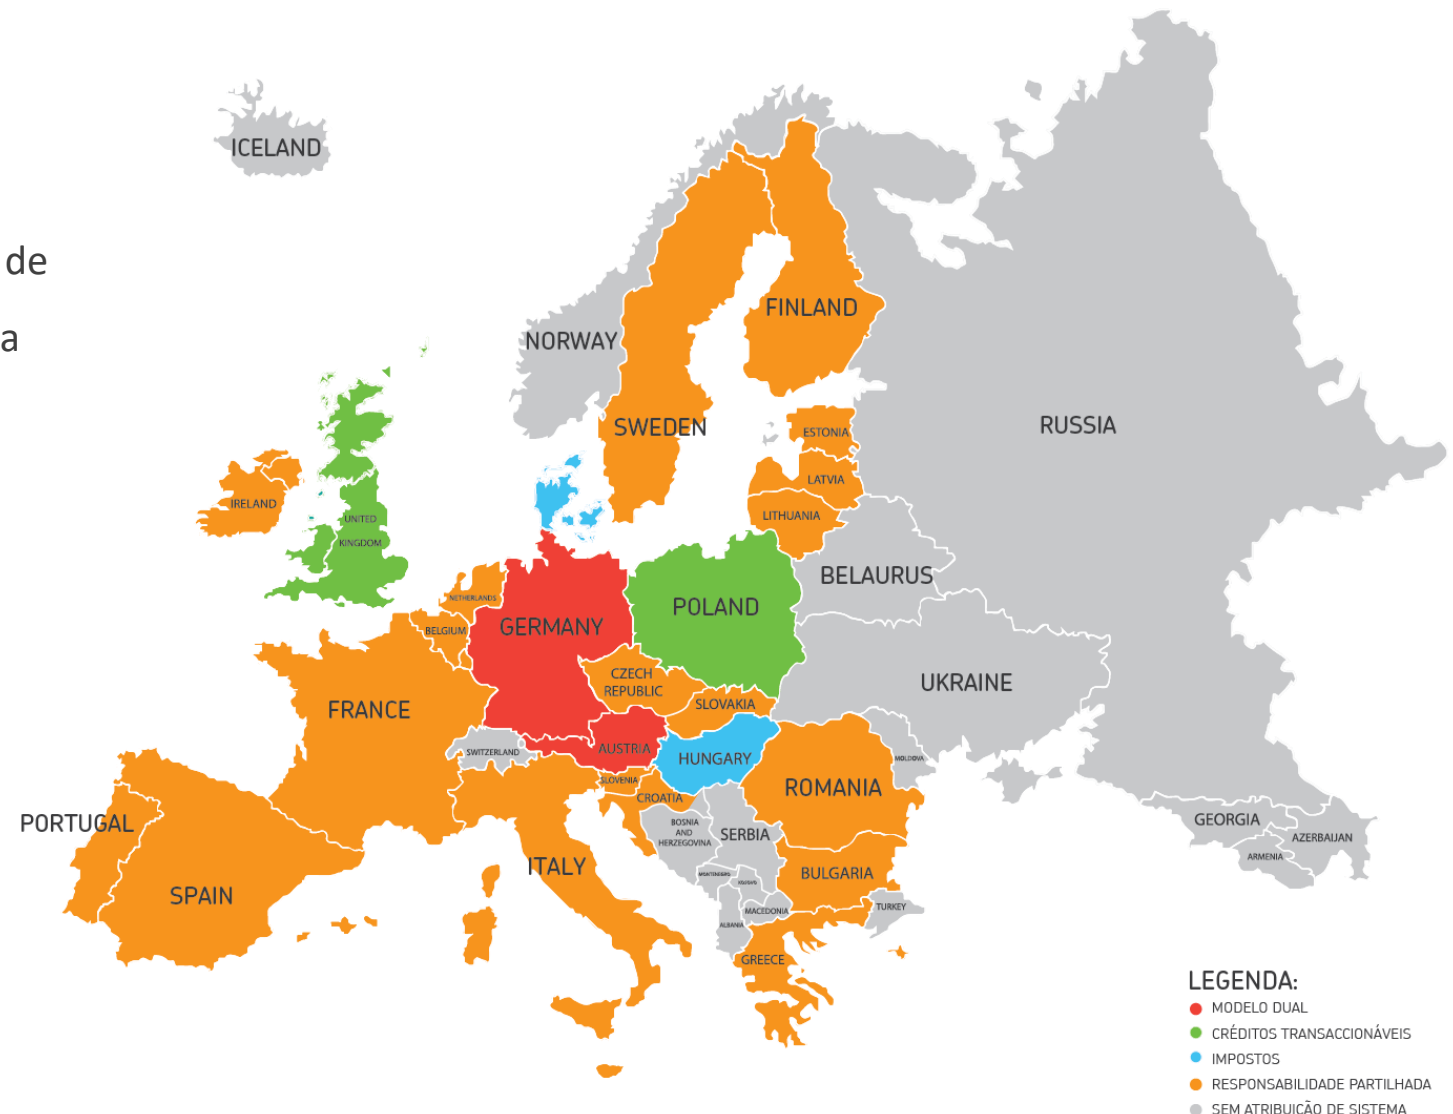 ICELAND
de
a
NORWAY
FINLAND
SWEDEN
RUSSIA
ESTONIA
LATVIA
LITHUANIA
IRELAND
UNITED
KINGDOM
BELAURUS
NETHERLANDS
POLAND
GERMANY
BELGIUM
CZECH
REPUBLIC
UKRAINE
SLOVAKIA
FRANCE
SWITZERLAND
AUSTRIA
HUNGARY
MOLDOVA
SLOVENIA
ROMANIA
CROATIA
PORTUGAL
BOSNIA
AND
HERZEGOVINA
SERBIA
GEORGIA
AZERBAIJAN
ARMENIA
ITALY
SPAIN
MONTENEGRO
BULGARIA
MACEDONIA
TURKEY
ALBANIA
GREECE
LEGENDA:
MODELO DUAL
CRÉDITOS TRANSACCIONÁVEIS
IMPOSTOS
RESPONSABILIDADE PARTILHADA
SEM ATRIBUIÇÃO DE SISTEMA